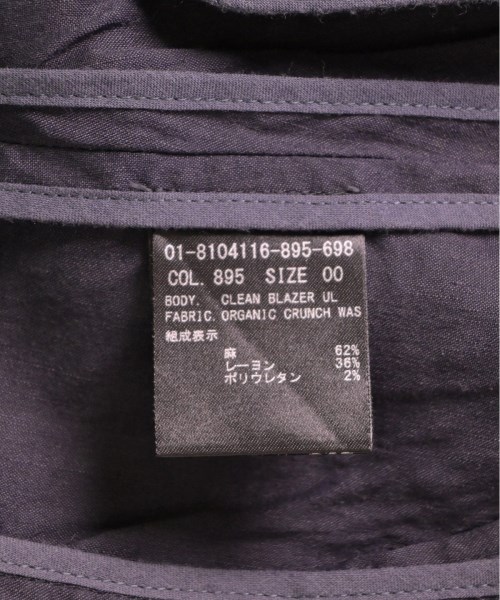 01-8104116-895-698
COL. 895 SIZE 00
BODY. CLEAN BLAZER UL
FABRIC. ORGANIC CRUNCH WAS
組成表示
麻 62%
レーヨン 36%
ポリウレタン 2%